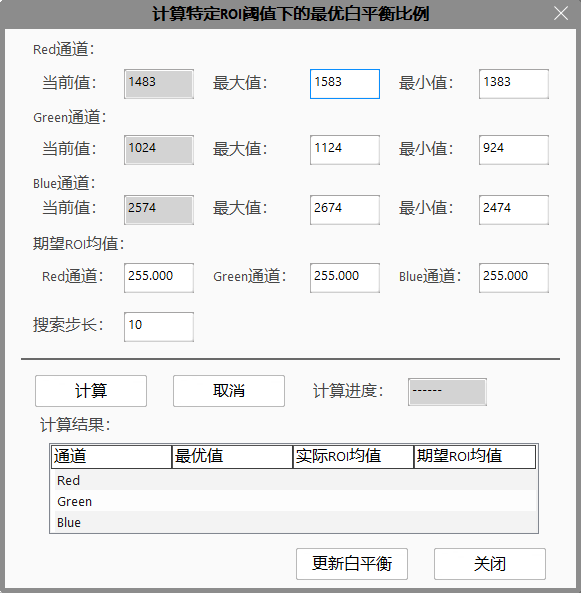 计算特定ROI阈值下的最优白平衡比例
Red通道：
当前值： 1483 最大值： 1583 最小值： 1383
Green通道：
当前值： 1024 最大值： 1124 最小值： 924
Blue通道：
当前值： 2574 最大值： 2674 最小值： 2474
期望ROI均值：
Red通道： 255.000 Green通道： 255.000 Blue通道： 255.000
搜索步长： 10
计算 取消 计算进度： ------
计算结果：
通道 最优值 实际ROI均值 期望ROI均值
Red
Green
Blue
更新白平衡 关闭